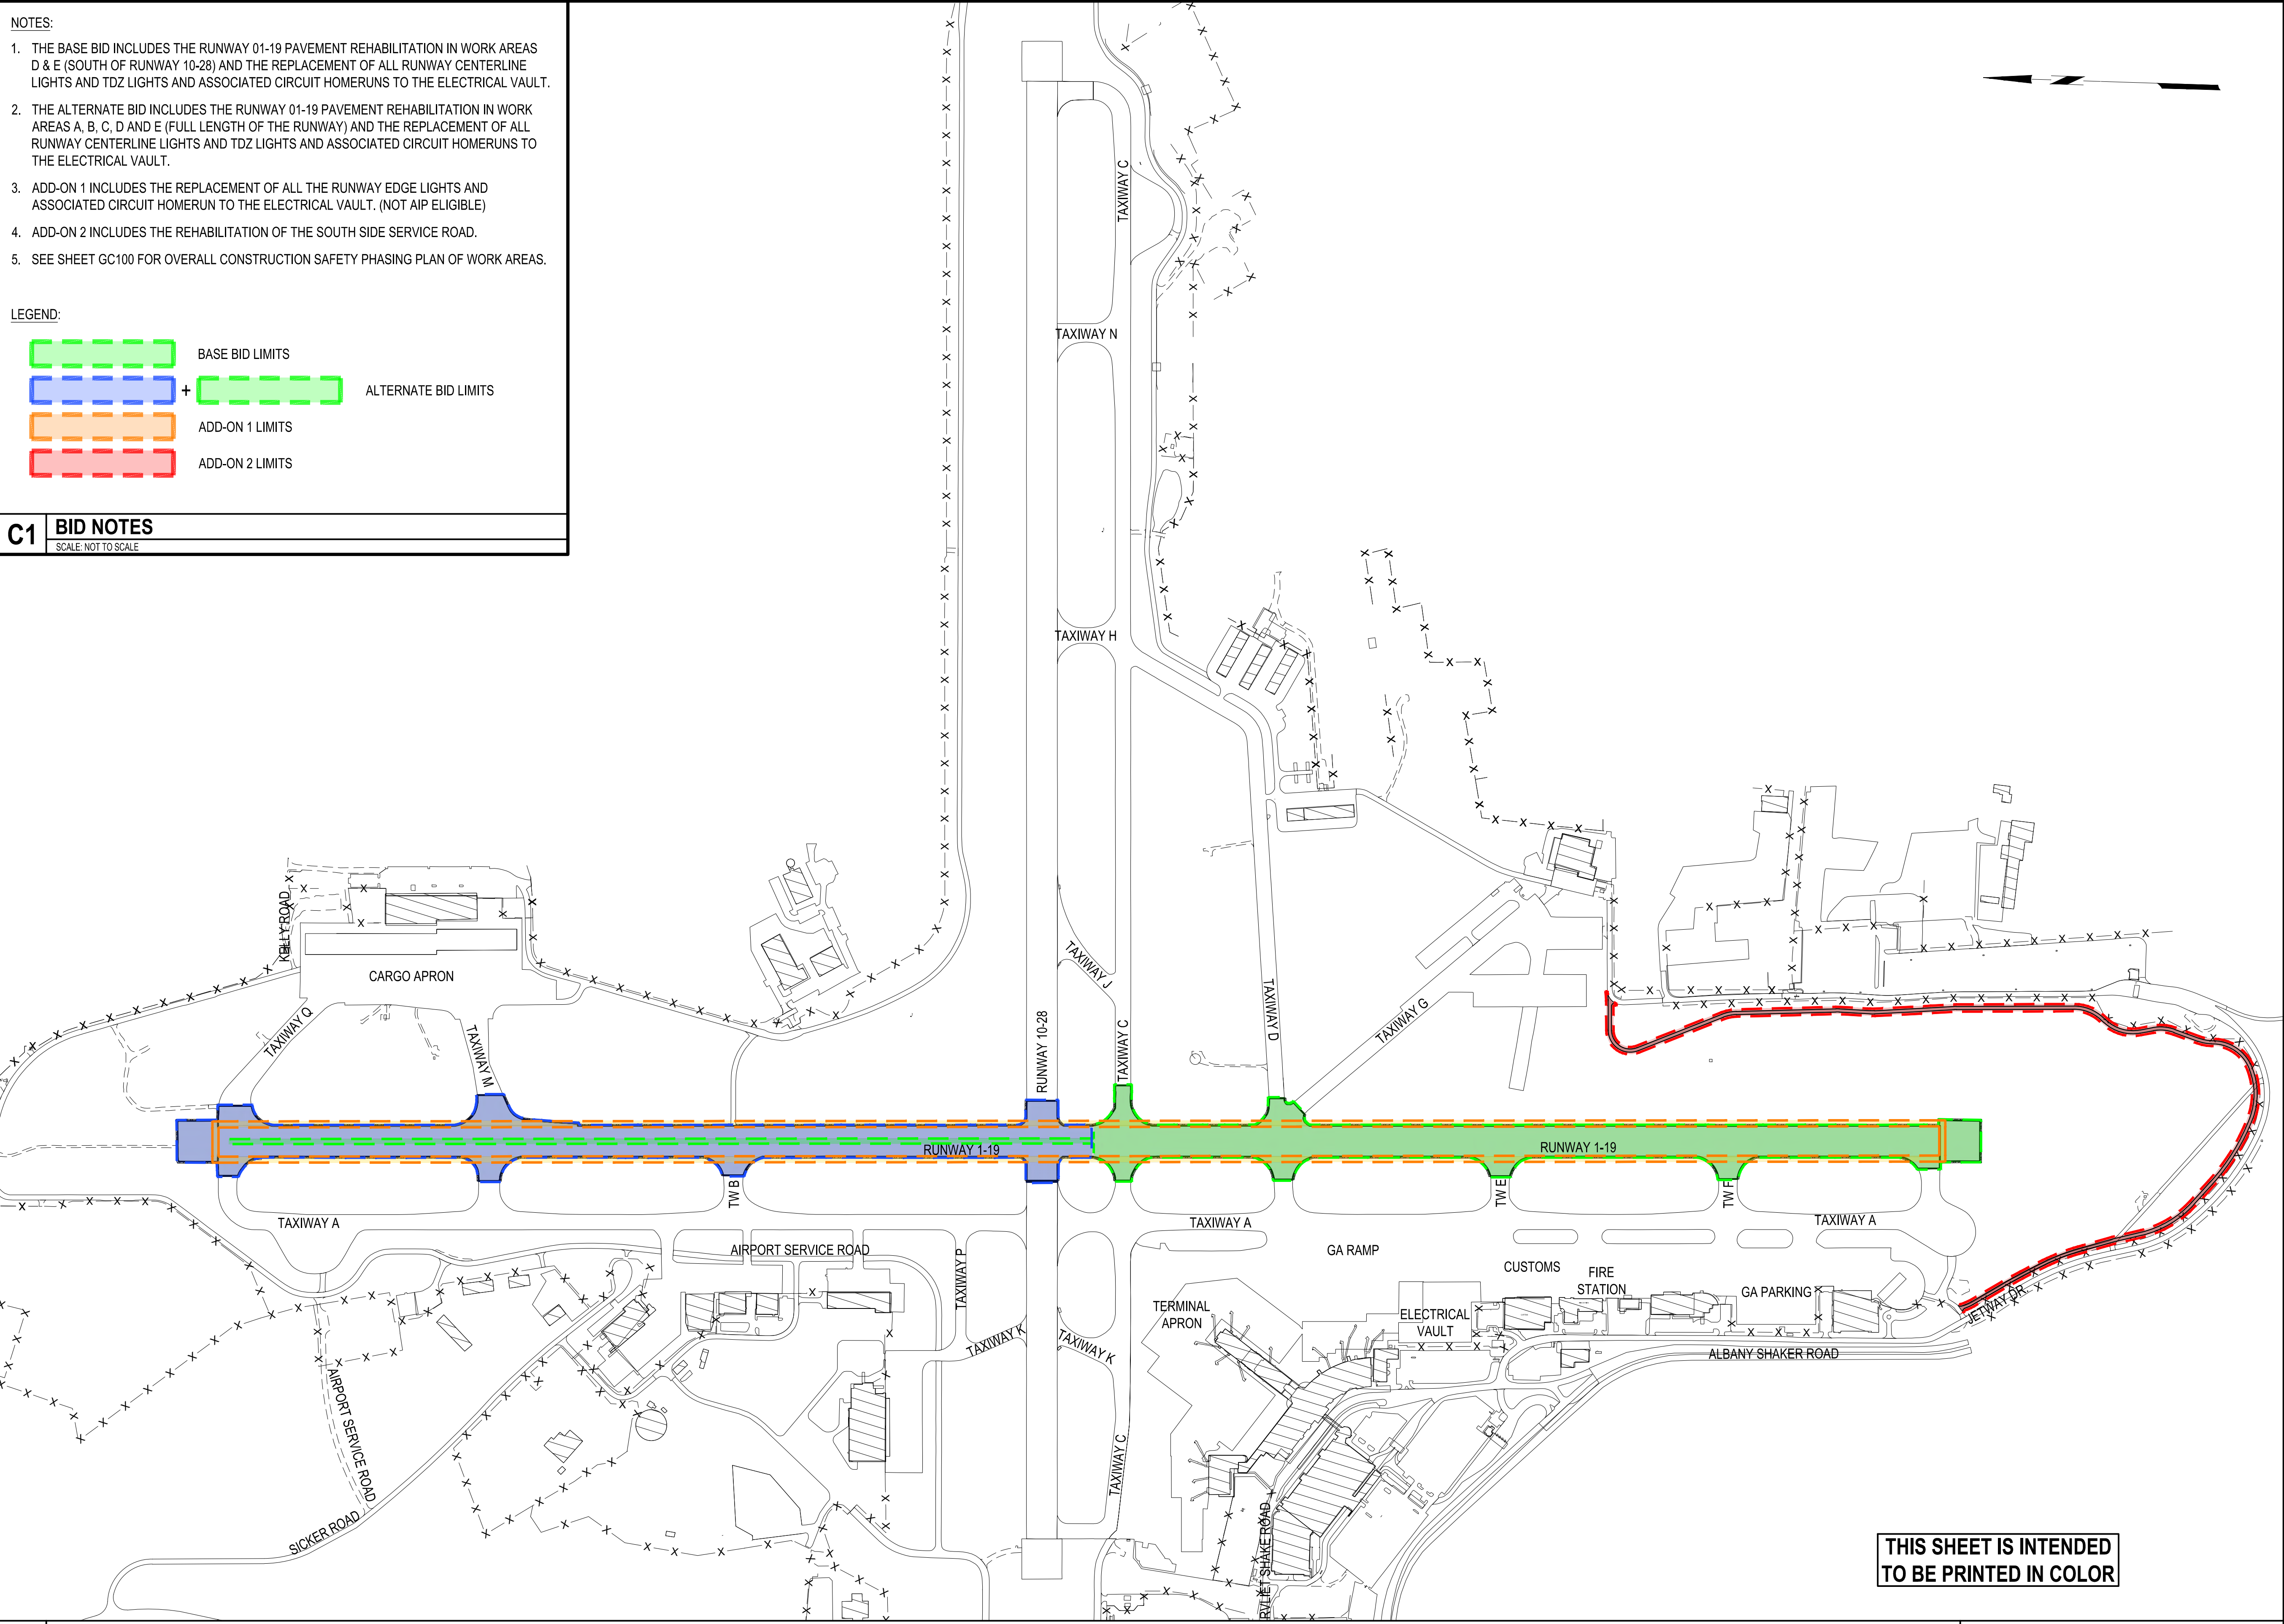 NOTES:
1. THE BASE BID INCLUDES THE RUNWAY 01-19 PAVEMENT REHABILITATION IN WORK AREAS
D & E (SOUTH OF RUNWAY 10-28) AND THE REPLACEMENT OF ALL RUNWAY CENTERLINE
LIGHTS AND TDZ LIGHTS AND ASSOCIATED CIRCUIT HOMERUNS TO THE ELECTRICAL VAULT.
2. THE ALTERNATE BID INCLUDES THE RUNWAY 01-19 PAVEMENT REHABILITATION IN WORK
AREAS A, B, C, D AND E (FULL LENGTH OF THE RUNWAY) AND THE REPLACEMENT OF ALL
RUNWAY CENTERLINE LIGHTS AND TDZ LIGHTS AND ASSOCIATED CIRCUIT HOMERUNS TO
THE ELECTRICAL VAULT.
3. ADD-ON 1 INCLUDES THE REPLACEMENT OF ALL THE RUNWAY EDGE LIGHTS AND
ASSOCIATED CIRCUIT HOMERUN TO THE ELECTRICAL VAULT. (NOT AIP ELIGIBLE)
4. ADD-ON 2 INCLUDES THE REHABILITATION OF THE SOUTH SIDE SERVICE ROAD.
5. SEE SHEET GC100 FOR OVERALL CONSTRUCTION SAFETY PHASING PLAN OF WORK AREAS.
LEGEND:
BASE BID LIMITS
+ ALTERNATE BID LIMITS
ADD-ON 1 LIMITS
ADD-ON 2 LIMITS
C1 BID NOTES
SCALE: NOT TO SCALE
Z
TAXIWAY C
TAXIWAY N
TAXIWAY H
KELLY ROAD
CARGO APRON
TAXIWAY Q
TAXIWAY M
RUNWAY 10-28
TAXIWAY J
TAXIWAY C
TAXIWAY D
TAXIWAY G
RUNWAY 1-19
RUNWAY 1-19
TW B
TW E
TW F
TAXIWAY A
TAXIWAY A
TAXIWAY A
AIRPORT SERVICE ROAD
TAXIWAY P
GA RAMP
CUSTOMS
FIRE
STATION
GA PARKING
TERMINAL
APRON
ELECTRICAL
VAULT
JETWAY DR.
TAXIWAY K
TAXIWAY K
ALBANY SHAKER ROAD
AIRPORT SERVICE ROAD
TAXIWAY C
SICKER ROAD
RVLIET SHAKE ROAD
THIS SHEET IS INTENDED
TO BE PRINTED IN COLOR